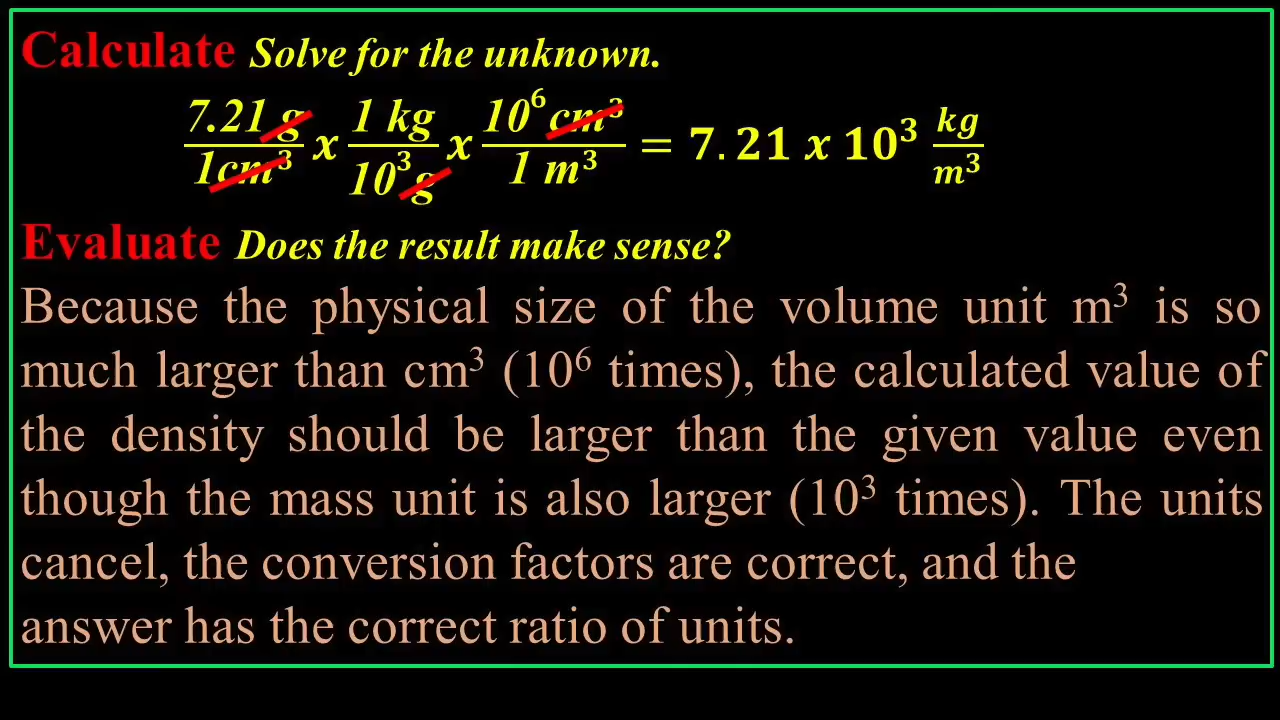 Calculate Solve for the unknown.
7.21 g/1cm³ x 1 kg/10³g x 10⁶cm³/1 m³ = 7.21 x 10³ kg/m³
Evaluate Does the result make sense?
Because the physical size of the volume unit m³ is so
much larger than cm³ (10⁶ times), the calculated value of
the density should be larger than the given value even
though the mass unit is also larger (10³ times). The units
cancel, the conversion factors are correct, and the
answer has the correct ratio of units.